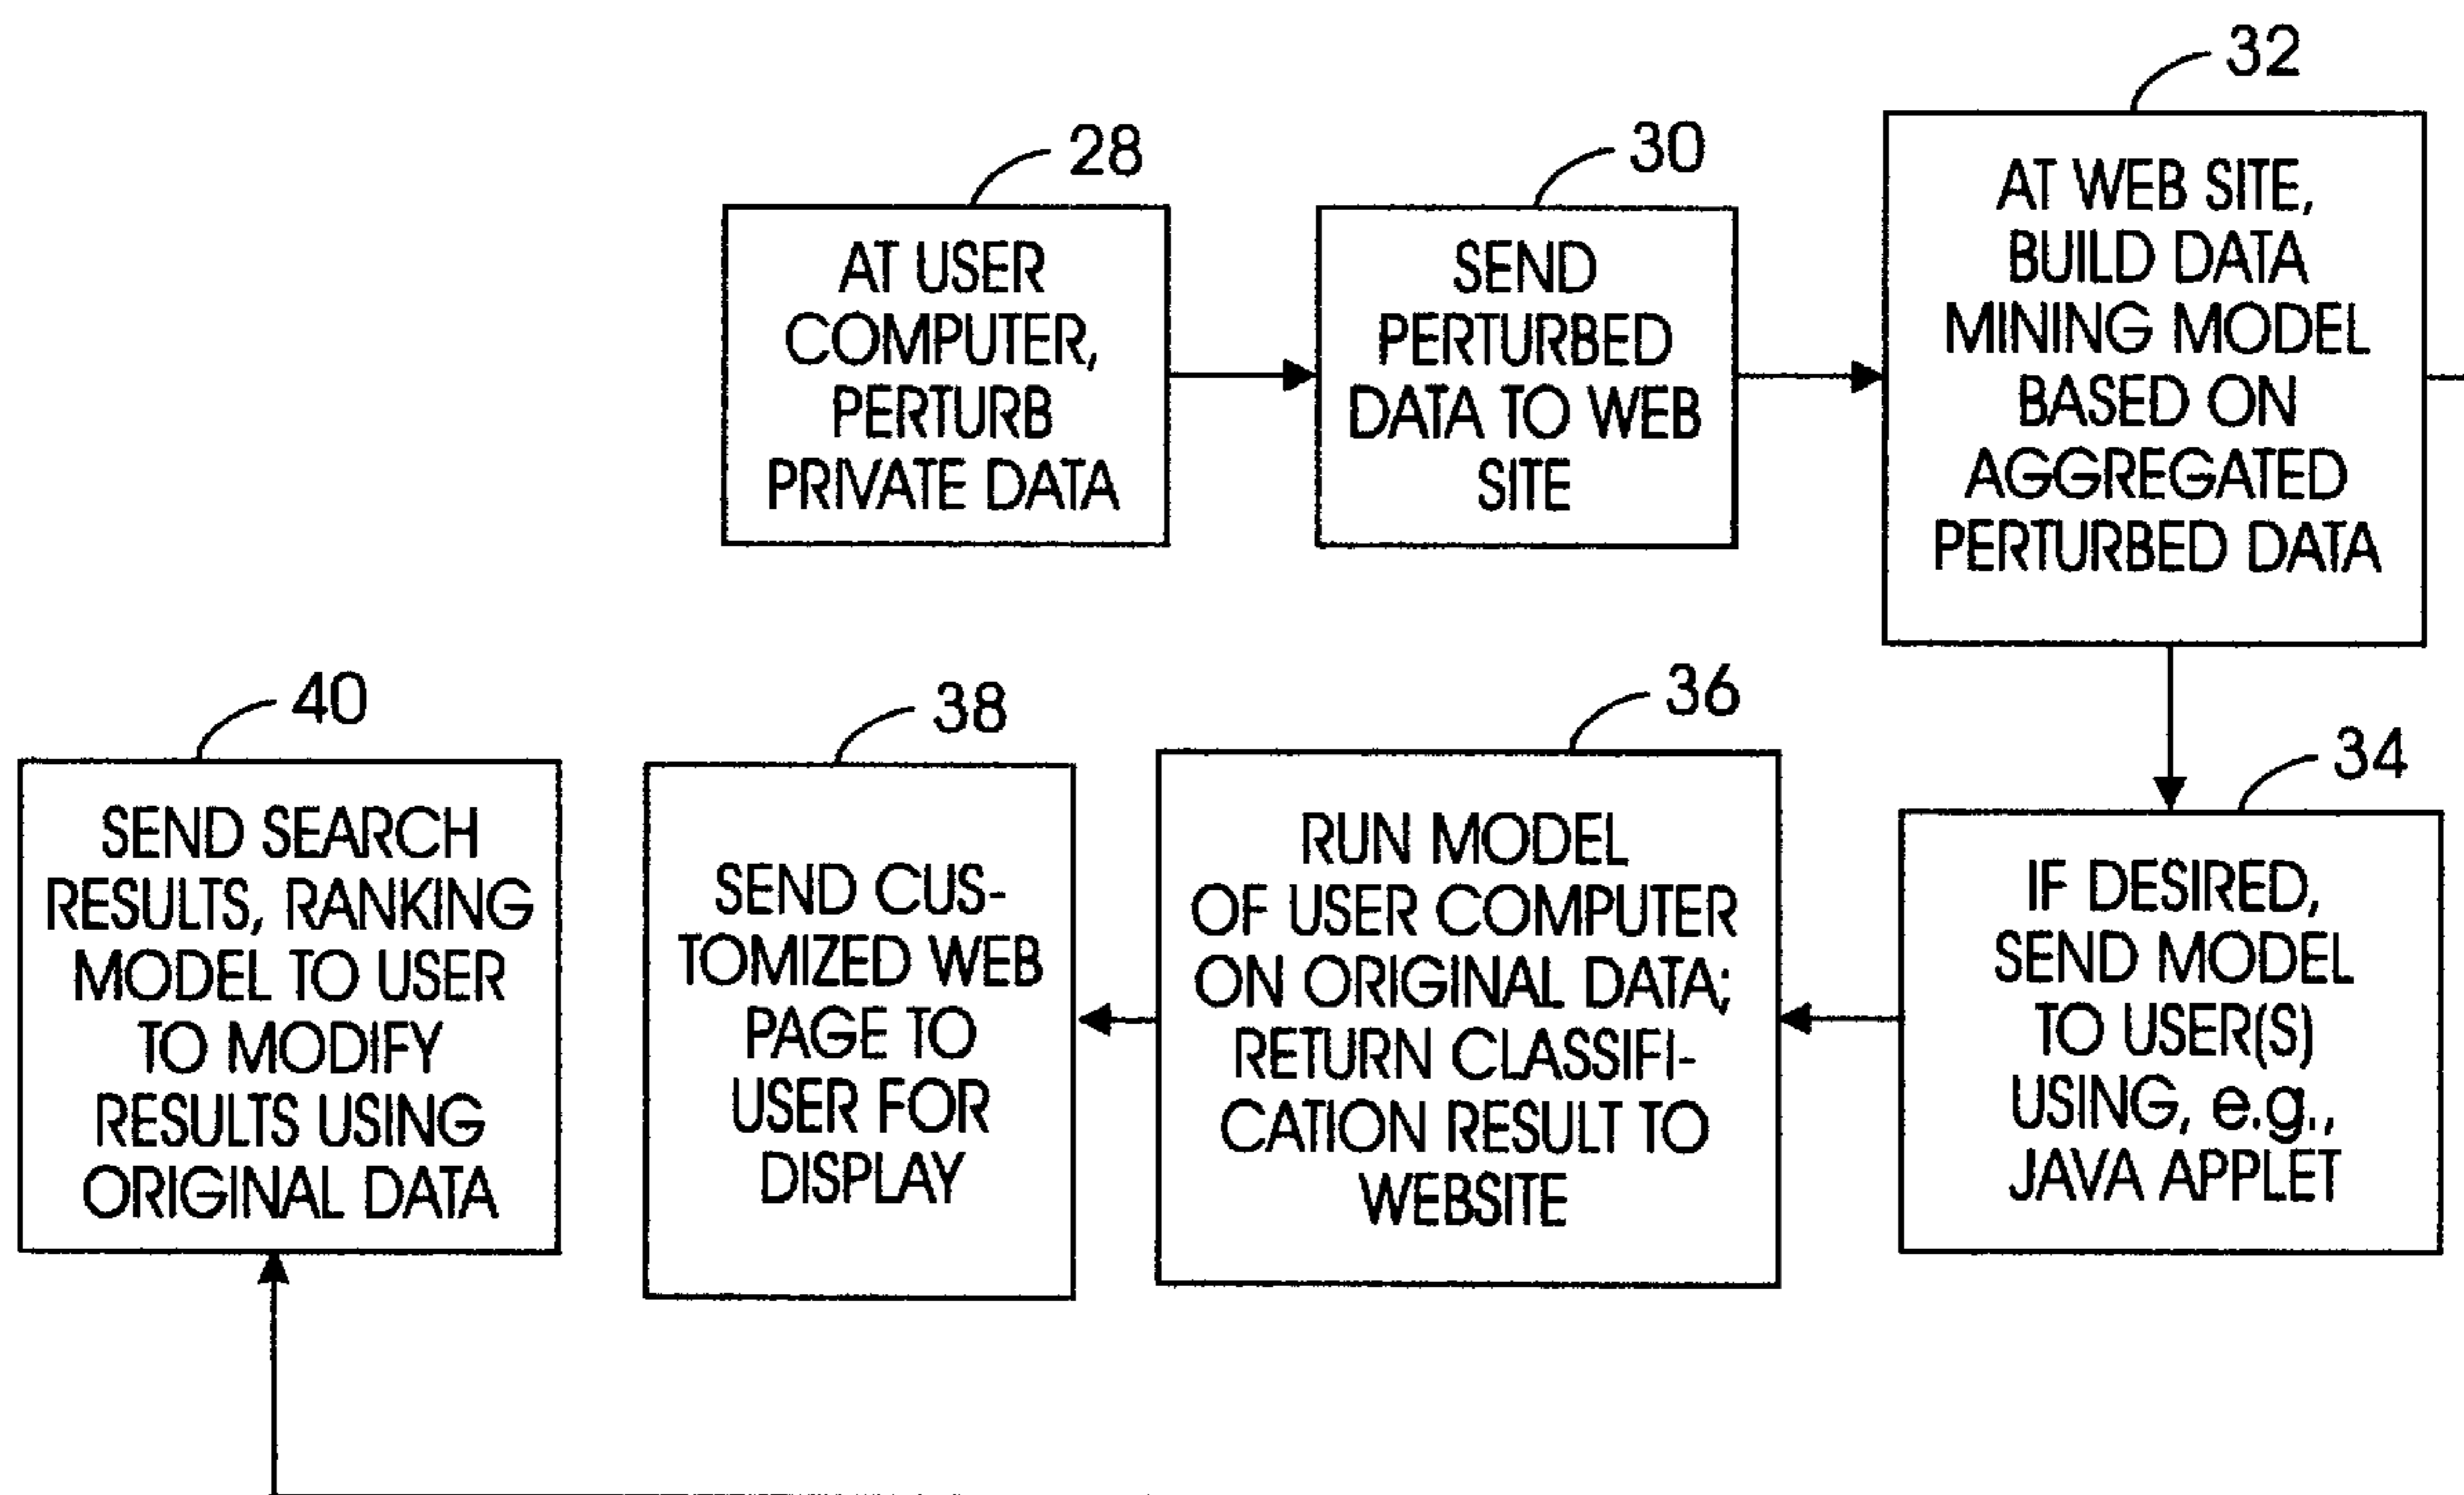 28
AT USER
COMPUTER,
PERTURB
PRIVATE DATA
30
SEND
PERTURBED
DATA TO WEB
SITE
32
AT WEB SITE,
BUILD DATA
MINING MODEL
BASED ON
AGGREGATED
PERTURBED DATA
34
IF DESIRED,
SEND MODEL
TO USER(S)
USING, e.g.,
JAVA APPLET
36
RUN MODEL
OF USER COMPUTER
ON ORIGINAL DATA;
RETURN CLASSIFI-
CATION RESULT TO
WEBSITE
38
SEND CUS-
TOMIZED WEB
PAGE TO
USER FOR
DISPLAY
40
SEND SEARCH
RESULTS, RANKING
MODEL TO USER
TO MODIFY
RESULTS USING
ORIGINAL DATA